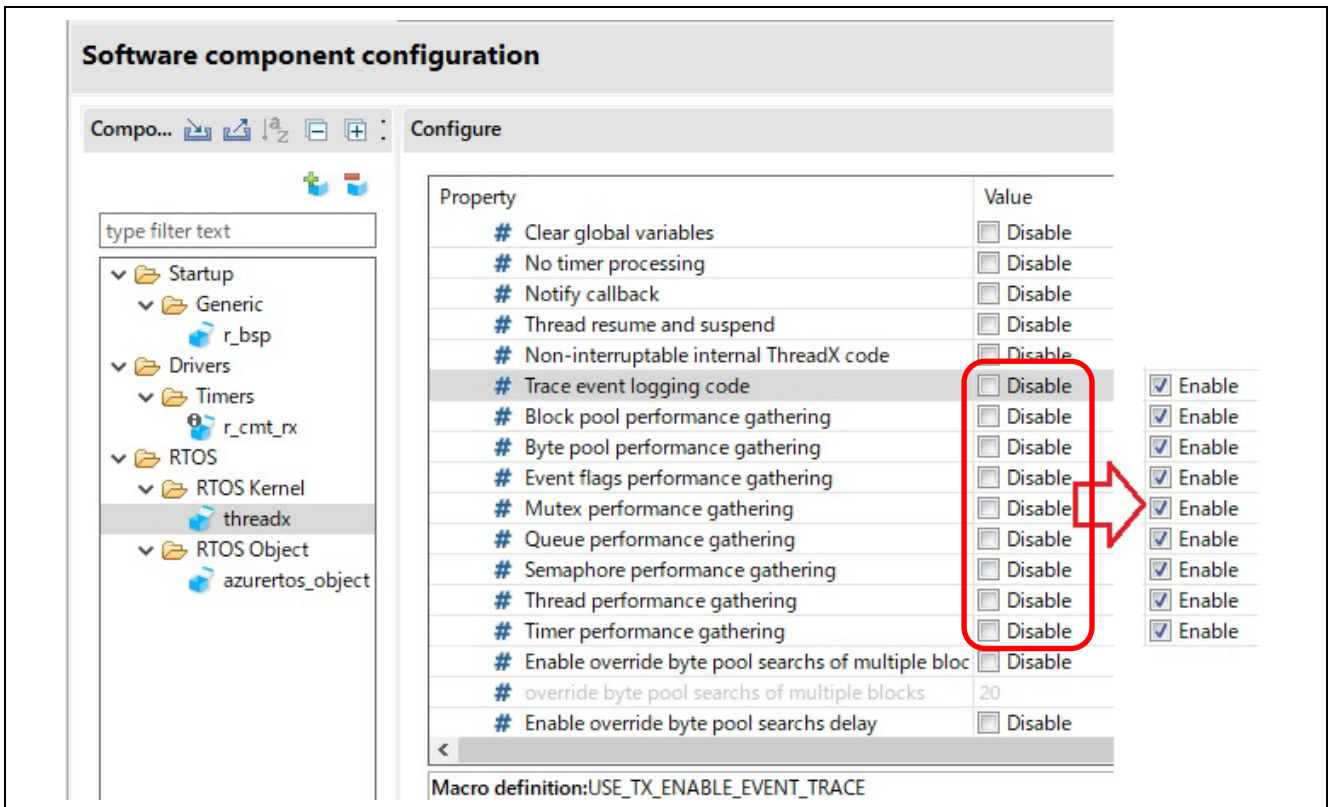 Software component configuration
Compo...
Configure
type filter text
Startup
Generic
r_bsp
Drivers
Timers
r_cmt_rx
RTOS
RTOS Kernel
threadx
RTOS Object
azurertos_object
Property Value
# Clear global variables Disable
# No timer processing Disable
# Notify callback Disable
# Thread resume and suspend Disable
# Non-interruptable internal ThreadX code Disable
# Trace event logging code Disable Enable
# Block pool performance gathering Disable Enable
# Byte pool performance gathering Disable Enable
# Event flags performance gathering Disable Enable
# Mutex performance gathering Disable Enable
# Queue performance gathering Disable Enable
# Semaphore performance gathering Disable Enable
# Thread performance gathering Disable Enable
# Timer performance gathering Disable Enable
# Enable override byte pool searchs of multiple bloc Disable
# override byte pool searchs of multiple blocks 20
# Enable override byte pool searchs delay Disable
Macro definition:USE_TX_ENABLE_EVENT_TRACE